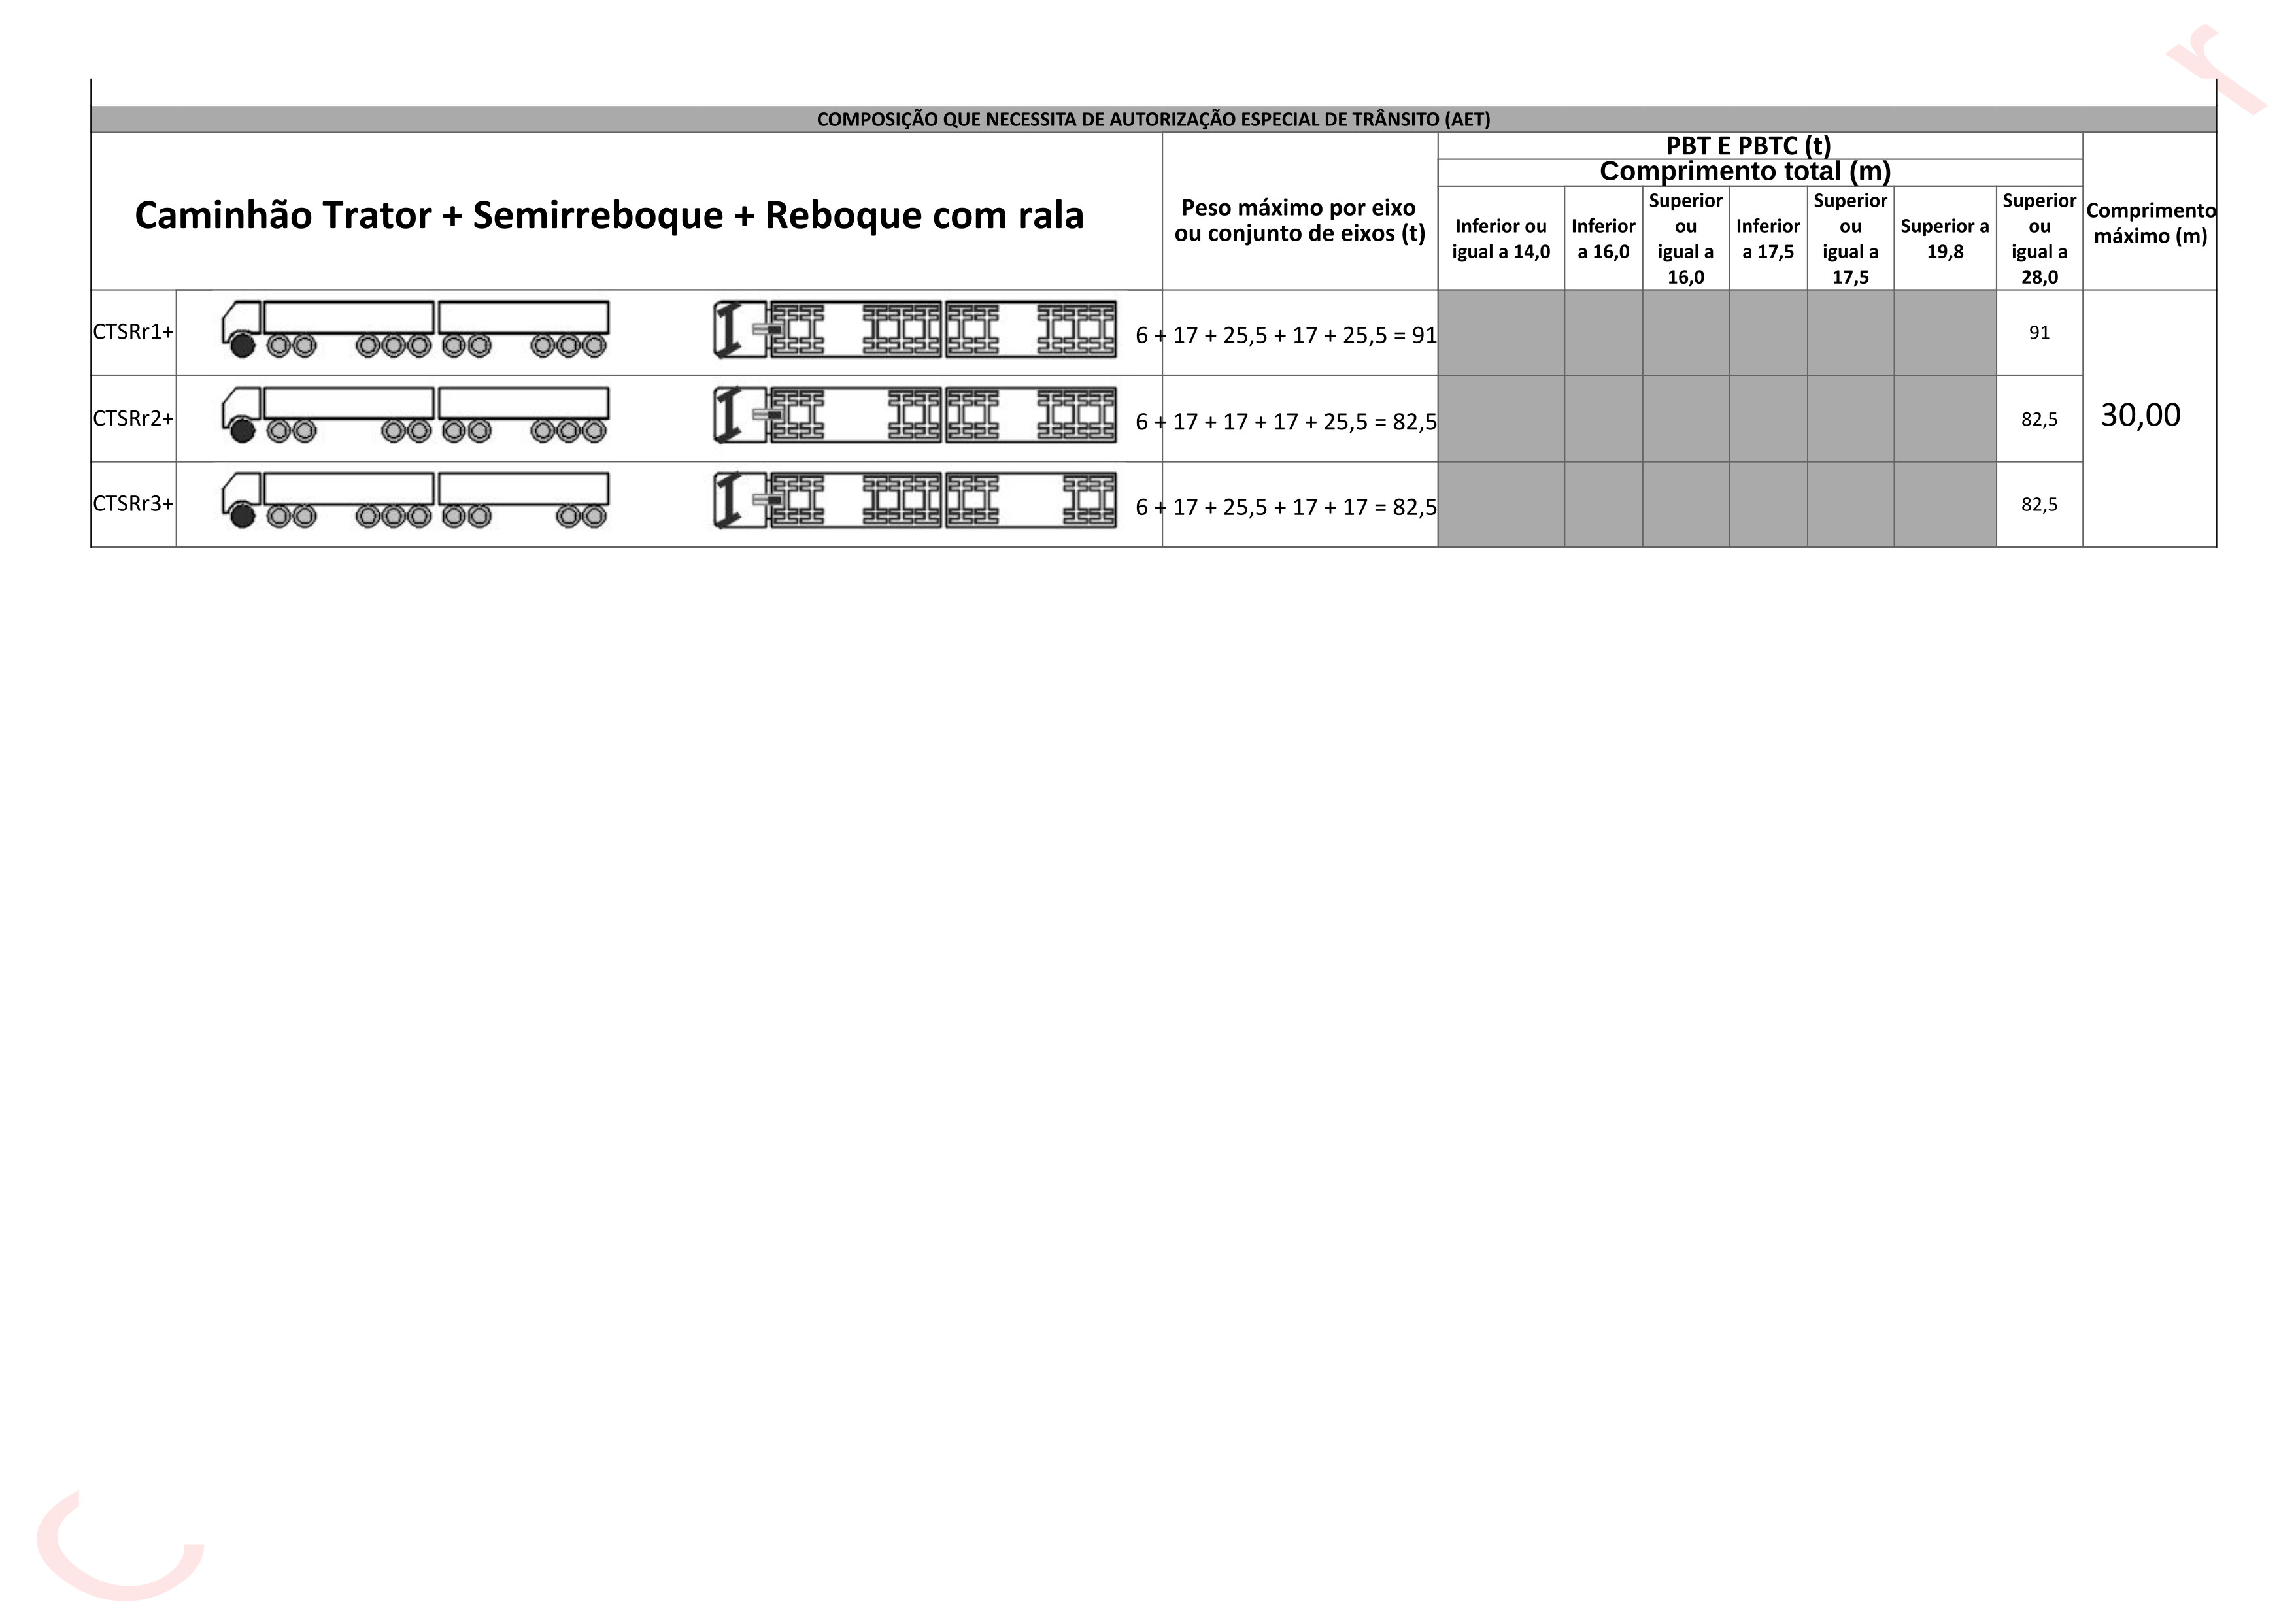 COMPOSIÇÃO QUE NECESSITA DE AUTORIZAÇÃO ESPECIAL DE TRÂNSITO (AET)
Caminhão Trator + Semirreboque + Reboque com rala
Peso máximo por eixo
ou conjunto de eixos (t)
PBT E PBTC (t)
Comprimento total (m)
Inferior ou
igual a 14,0
Inferior
a 16,0
Superior
ou
igual a
16,0
Inferior
a 17,5
Superior
ou
igual a
17,5
Superior a
19,8
Superior
ou
igual a
28,0
Comprimento
máximo (m)
CTSRr1+
6 + 17 + 25,5 + 17 + 25,5 = 91
91
CTSRr2+
6 + 17 + 17 + 17 + 25,5 = 82,5
82,5
30,00
CTSRr3+
6 + 17 + 25,5 + 17 + 17 = 82,5
82,5